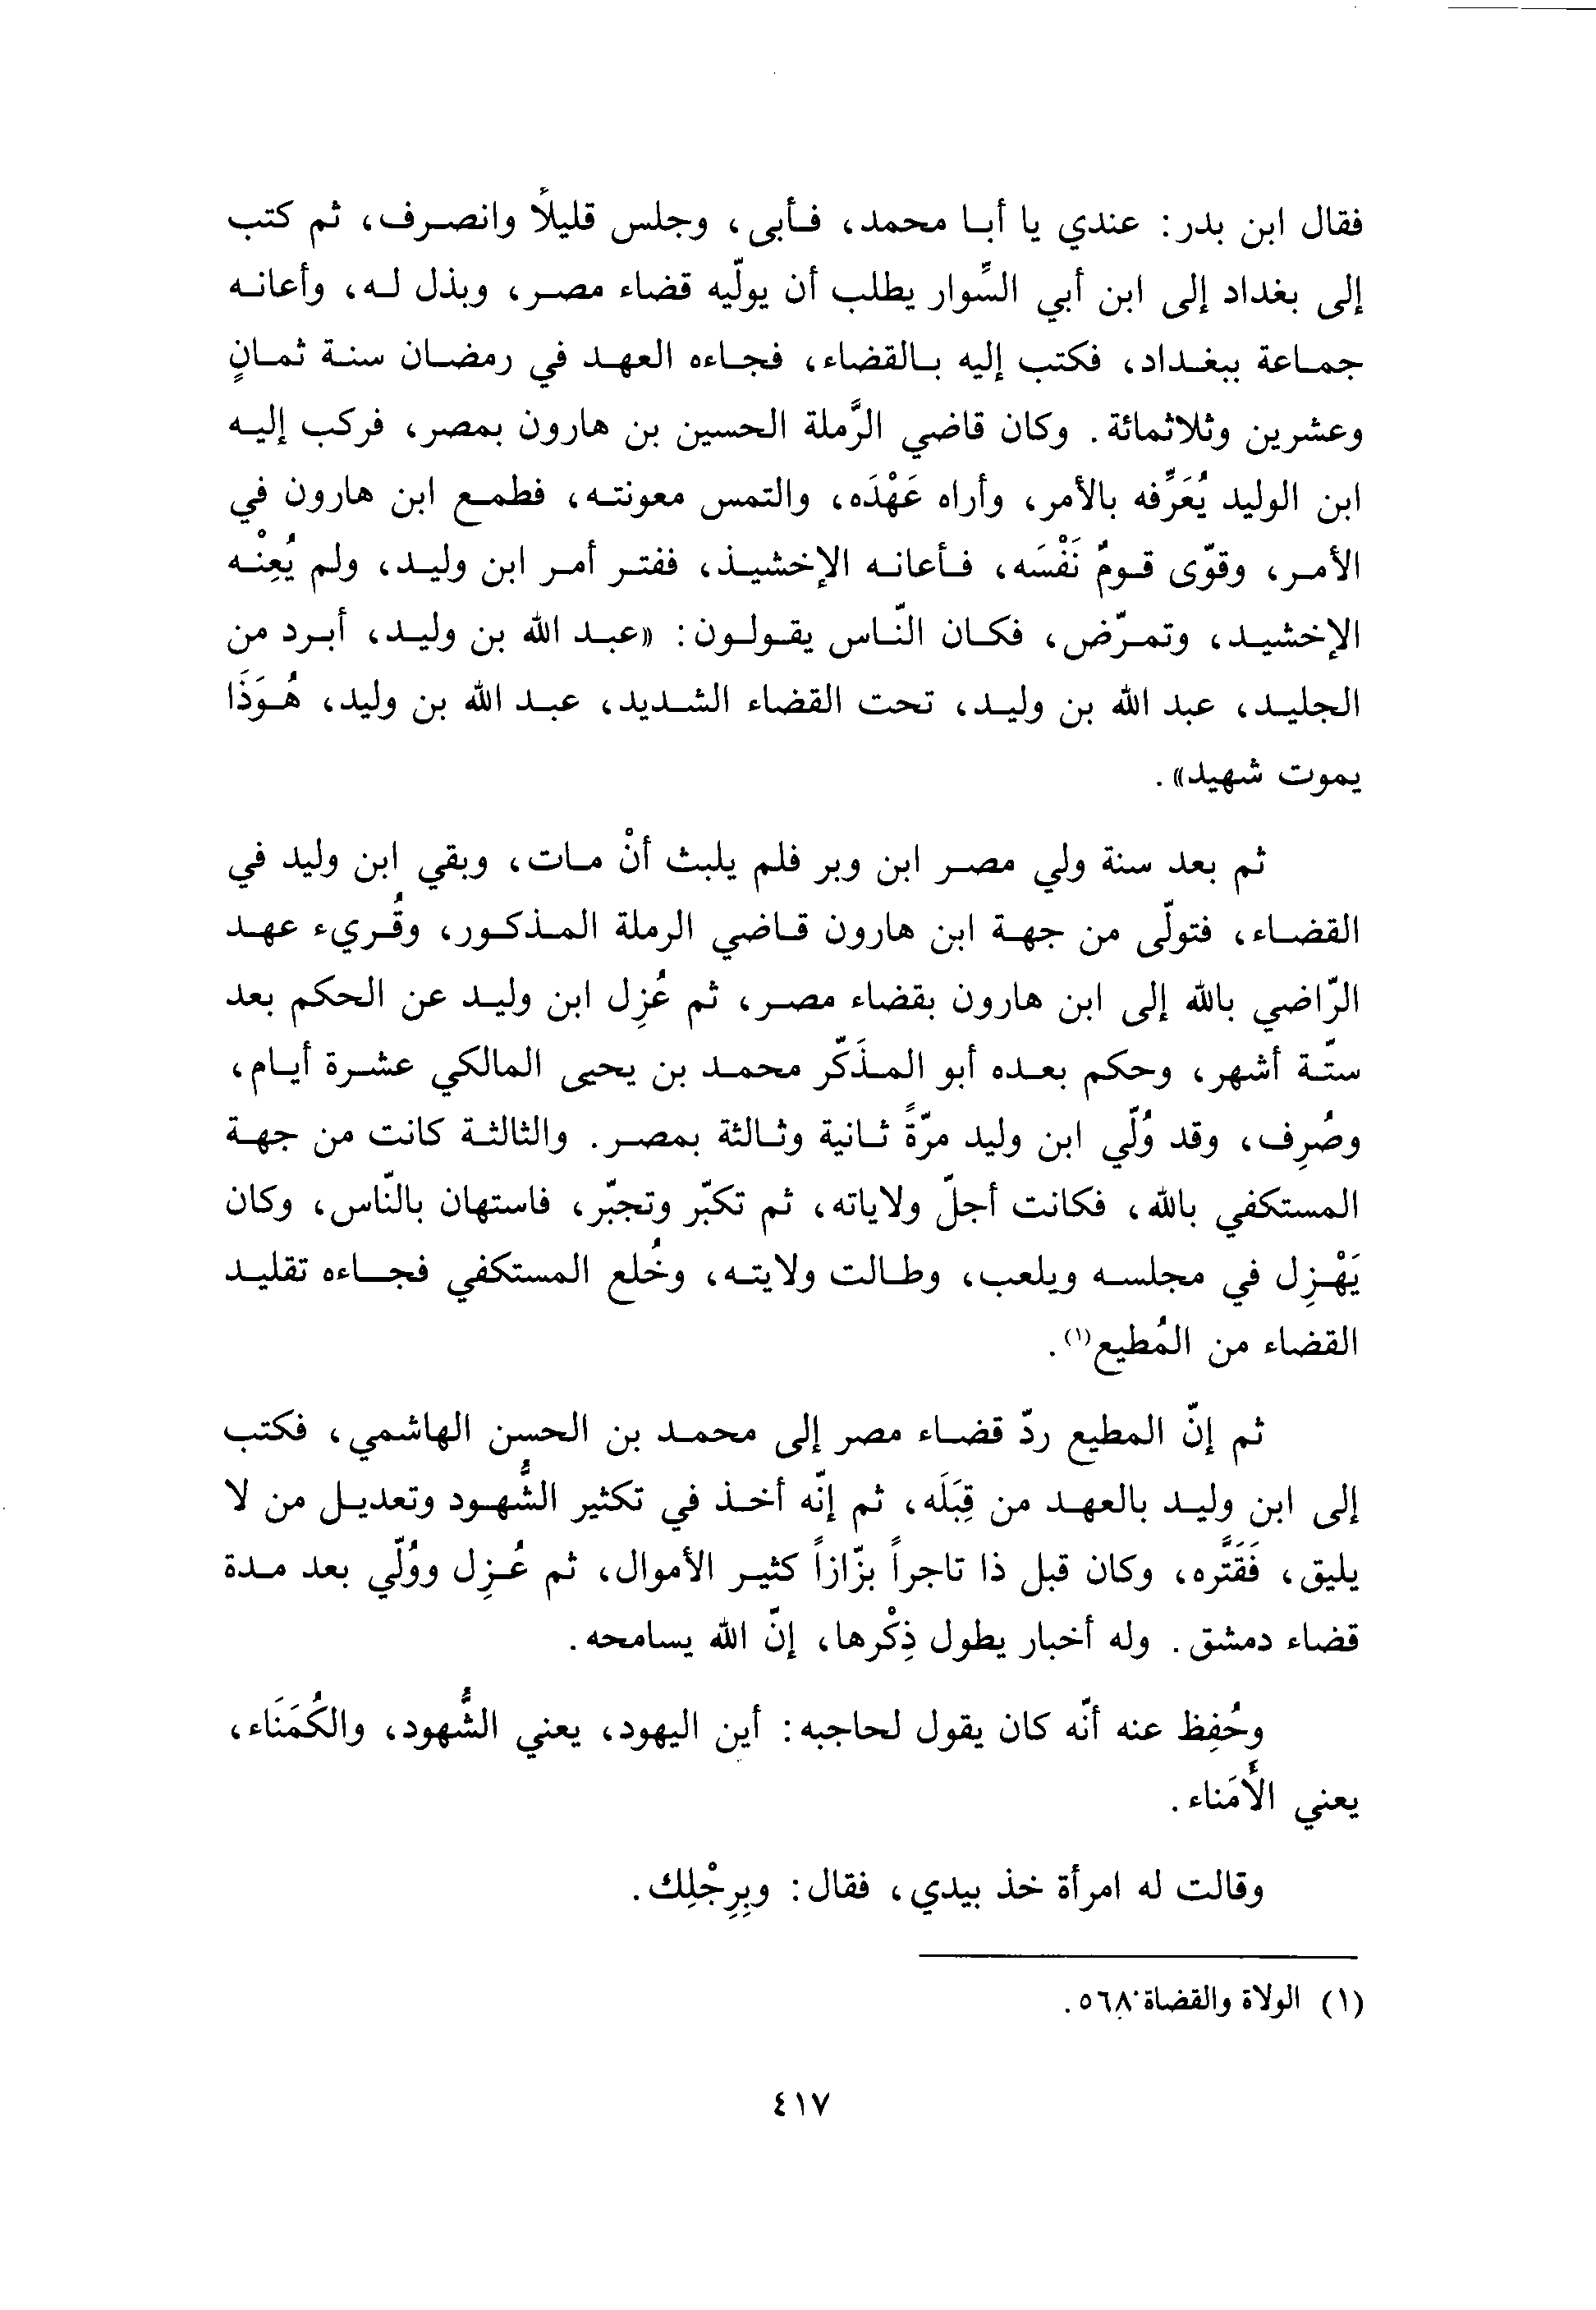 فقال ابن بدر: عندي يا أبا محمد، فأبى، وجلس قليلاً وانصرف، ثم كتب
إلى بغداد إلى ابن أبي السِّوار يطلب أن يولّيه قضاء مصر، وبذل له، وأعانه
جماعة ببغداد، فكتب إليه بالقضاء، فجاءه العهد في رمضان سنة ثمانٍ
وعشرين وثلاثمائة. وكان قاضي الرَّملة الحسين بن هارون بمصر، فركب إليه
ابن الوليد يُعَرِّفه بالأمر، وأراه عَهْدَه، والتمس معونته، فطمع ابن هارون في
الأمر، وقوّى قومٌ نَفْسَه، فأعانه الإخشيذ، ففتر أمر ابن وليد، ولم يُعِنْه
الإخشيد، وتمرّض، فكان النّاس يقولون: «عبد الله بن وليد، أبرد من
الجليد، عبد الله بن وليد، تحت القضاء الشديد، عبد الله بن وليد، هُوَذَا
يموت شهيد».
ثم بعد سنة ولي مصر ابن وبر فلم يلبث أنْ مات، وبقي ابن وليد في
القضاء، فتولّى من جهة ابن هارون قاضي الرملة المذكور، وقُريء عهد
الرّاضي بالله إلى ابن هارون بقضاء مصر، ثم عُزِل ابن وليد عن الحكم بعد
ستّة أشهر، وحكم بعده أبو المذَكّر محمد بن يحيى المالكي عشرة أيام،
وصُرِف، وقد وُلّي ابن وليد مرّةً ثانية وثالثة بمصر. والثالثة كانت من جهة
المستكفي بالله، فكانت أجلّ ولاياته، ثم تكبّر وتجبّر، فاستهان بالنّاس، وكان
يَهْزِل في مجلسه ويلعب، وطالت ولايته، وخُلع المستكفي فجاءه تقليد
القضاء من المُطيع(١).
ثم إنّ المطيع ردّ قضاء مصر إلى محمد بن الحسن الهاشمي، فكتب
إلى ابن وليد بالعهد من قِبَلَه، ثم إنّه أخذ في تكثير الشُّهود وتعديل من لا
يليق، فَقَتَّره، وكان قبل ذا تاجراً بزّازاً كثير الأموال، ثم عُزِل ووُلّي بعد مدة
قضاء دمشق. وله أخبار يطول ذِكْرها، إنّ الله يسامحه.
وحُفِظ عنه أنّه كان يقول لحاجبه: أين اليهود، يعني الشُّهود، والكُمَنَاء،
يعني الأُمَناء.
وقالت له امرأة خذ بيدي، فقال: وبِرِجْلِك.
(١) الولاة والقضاة ٥٦٨.
٤١٧